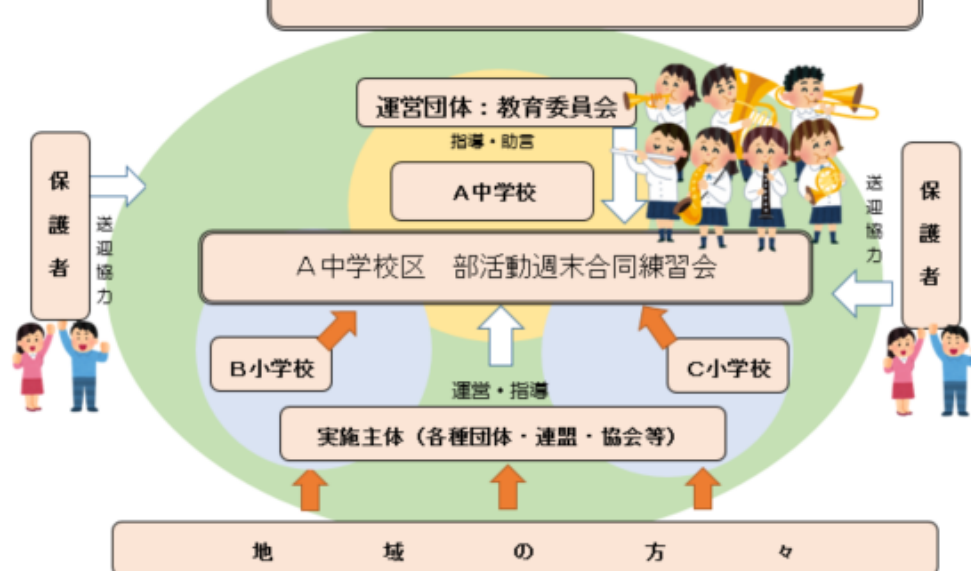 運営団体：教育委員会
指導・助言
A中学校
保護者
送迎協力
送迎協力
保護者
A中学校区　部活動週末合同練習会
B小学校
C小学校
運営・指導
実施主体（各種団体・連盟・協会等）
地域の方々